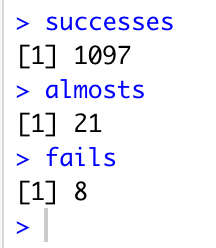 > successes
[1] 1097
> almosts
[1] 21
> fails
[1] 8
>